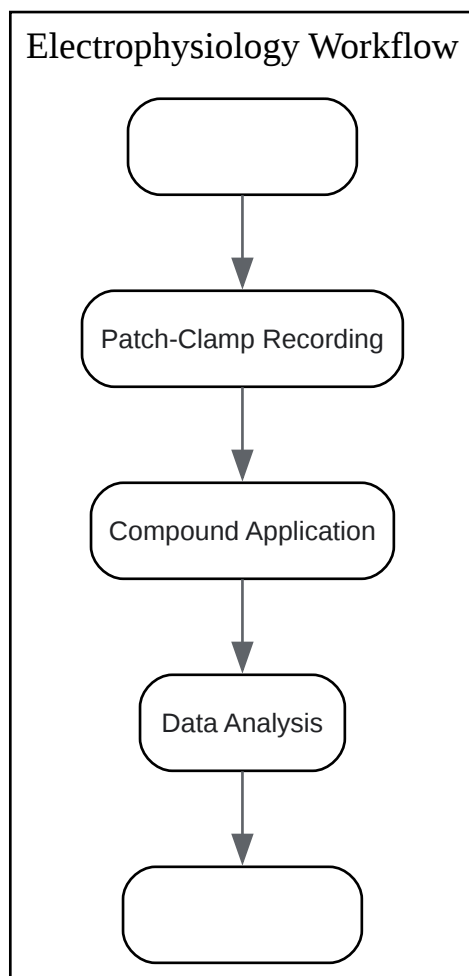 Electrophysiology Workflow
Patch-Clamp Recording
Compound Application
Data Analysis